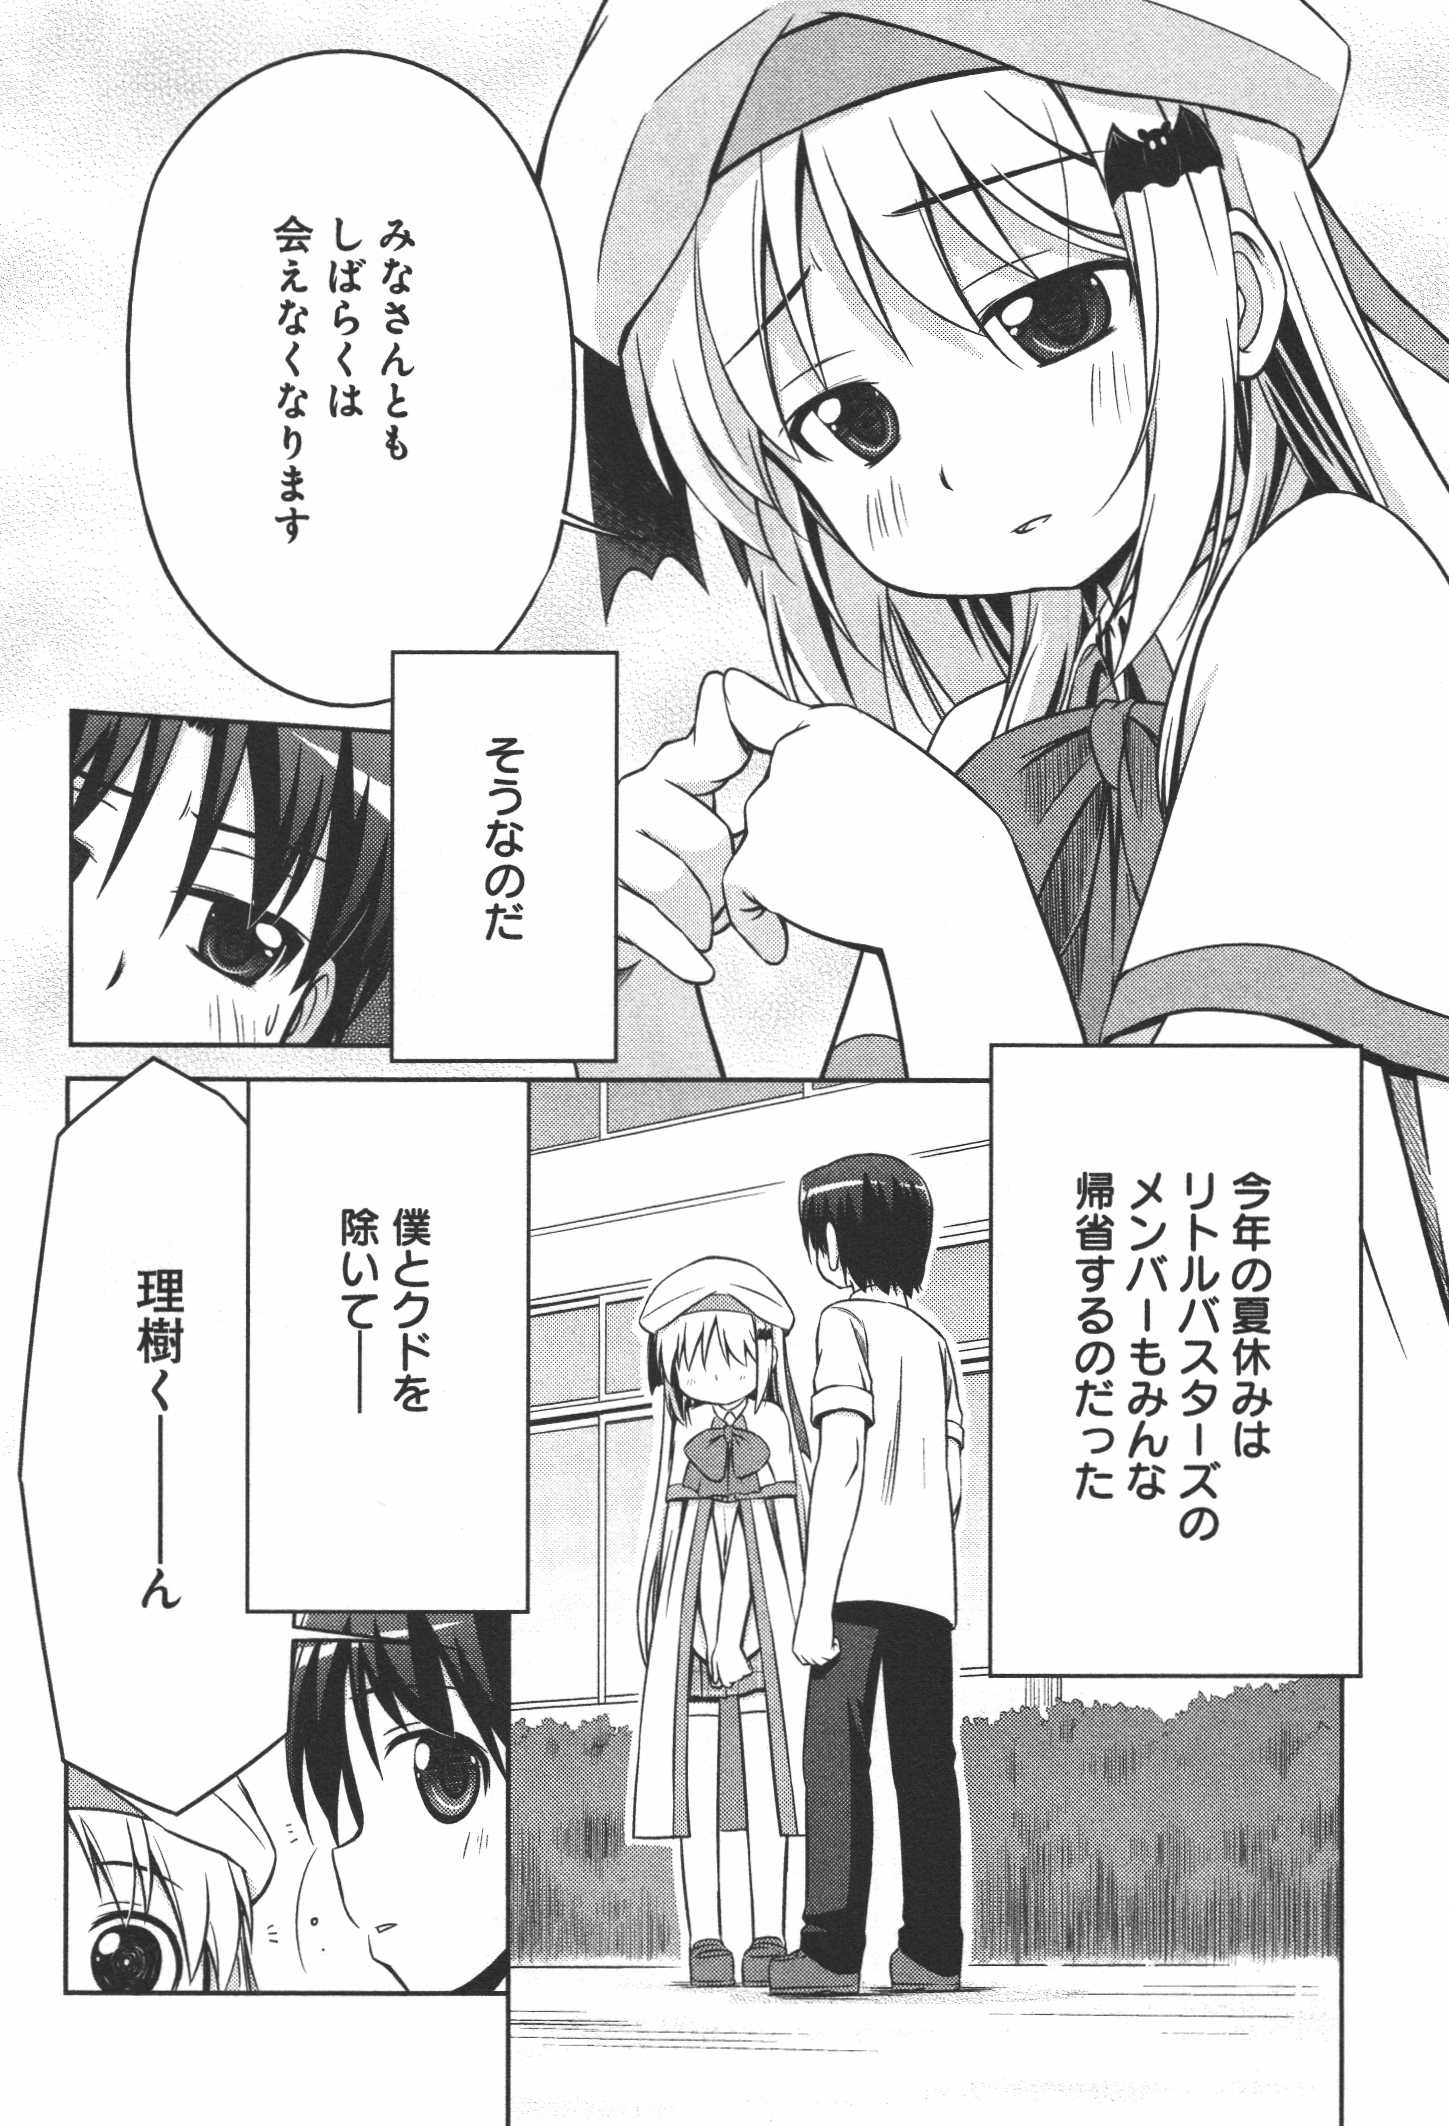 みなさんとも
しばらくは
会えなくなります
そうなのだ
今年の夏休みは
リトルバスターズの
メンバーもみんな
帰省するのだった
僕とクドを
除いて――
理樹く――――ん